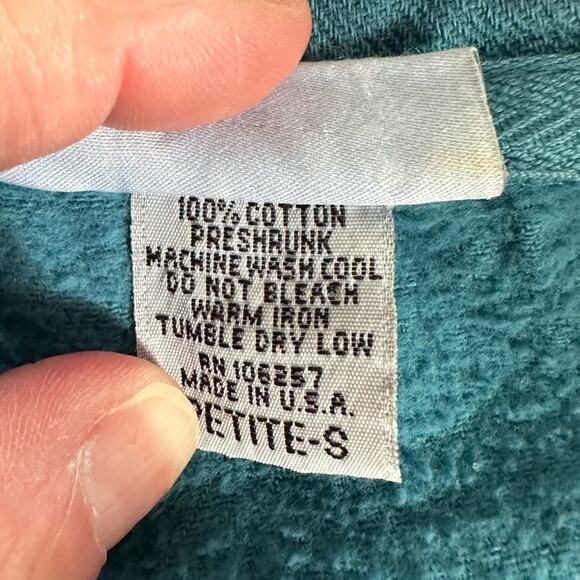 100% COTTON
PRESHRUNK
MACHINE WASH COOL
DO NOT BLEACH
WARM IRON
TUMBLE DRY LOW
RN 106257
MADE IN U.S.A.
PETITE-S